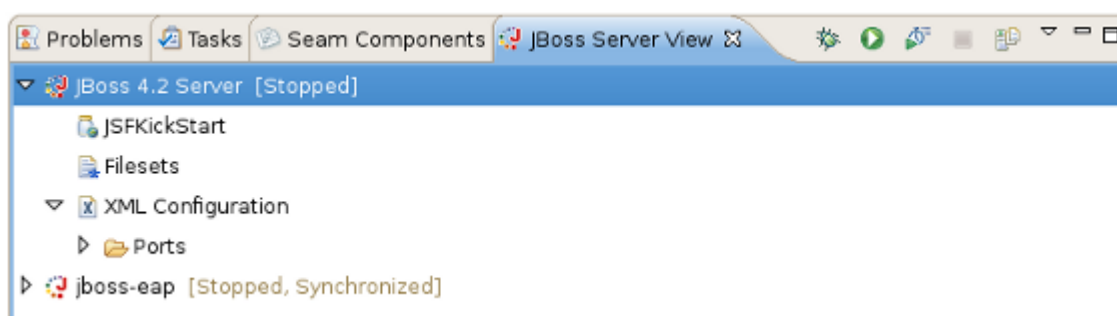 Problems Tasks Seam Components JBoss Server View
JBoss 4.2 Server [Stopped]
JSFKickStart
Filesets
XML Configuration
Ports
jboss-eap [Stopped, Synchronized]